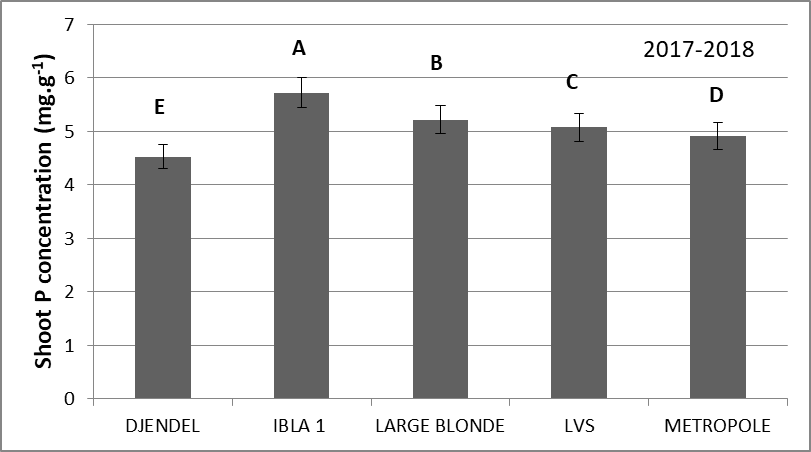 7
6
5
4
3
2
1
0
Shoot P concentration (mg.g-1)
2017-2018
E
A
B
C
D
DJENDEL
IBLA 1
LARGE BLONDE
LVS
METROPOLE